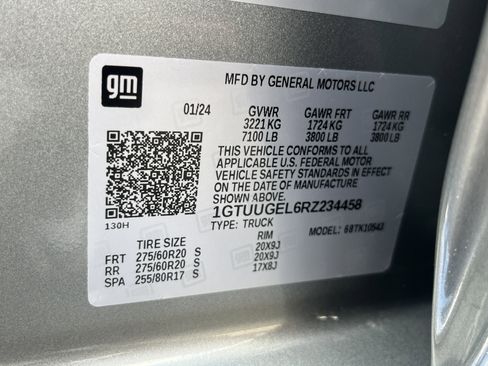 gm
MFD BY GENERAL MOTORS LLC
01/24 GVWR GAWR FRT GAWR RR
3221 KG 1724 KG 1724 KG
7100 LB 3800 LB 3800 LB
THIS VEHICLE CONFORMS TO ALL
APPLICABLE U.S. FEDERAL MOTOR
VEHICLE SAFETY STANDARDS IN EFFECT
ON THE DATE OF MANUFACTURE
SHOWN ABOVE.
1GTUUGEL6RZ234458
130H
TYPE: TRUCK MODEL: 6BTK10543
TIRE SIZE RIM
FRT 275/60R20 S 20X9J
RR 275/60R20 S 20X9J
SPA 255/80R17 S 17X8J